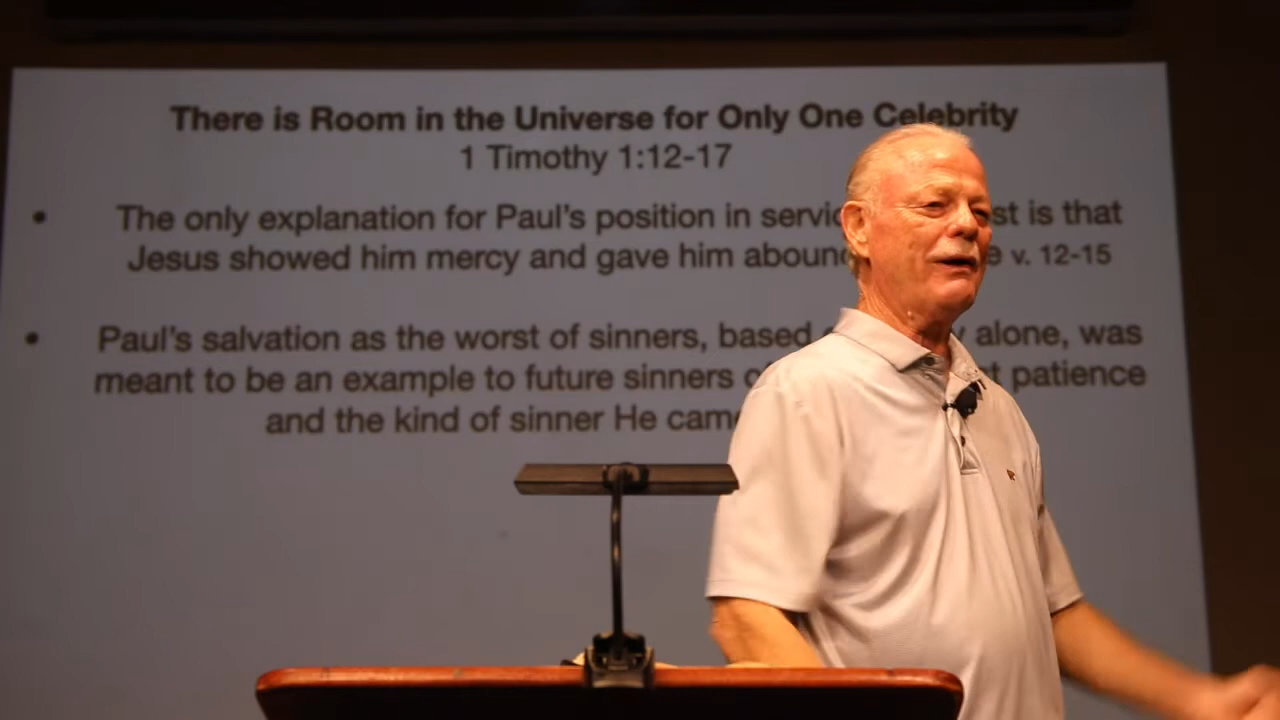 There is Room in the Universe for Only One Celebrity
1 Timothy 1:12-17
• The only explanation for Paul's position in st is that
Jesus showed him mercy and gave him v. 12-15
• Paul's salvation as the worst of sinners, based alone, was
meant to be an example to future sinners patience
and the kind of sinner He